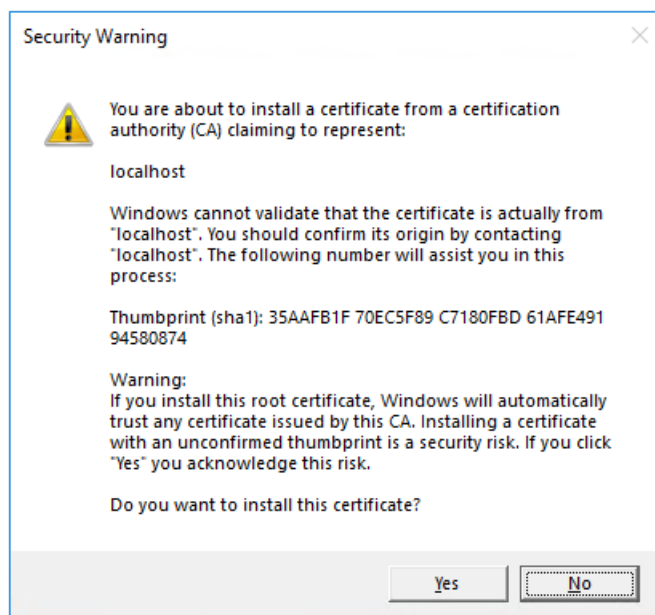 Security Warning
You are about to install a certificate from a certification
authority (CA) claiming to represent:
localhost
Windows cannot validate that the certificate is actually from
"localhost". You should confirm its origin by contacting
"localhost". The following number will assist you in this
process:
Thumbprint (sha1): 35AAFB1F 70EC5F89 C7180FBD 61AFE491
94580874
Warning:
If you install this root certificate, Windows will automatically
trust any certificate issued by this CA. Installing a certificate
with an unconfirmed thumbprint is a security risk. If you click
"Yes" you acknowledge this risk.
Do you want to install this certificate?
Yes No